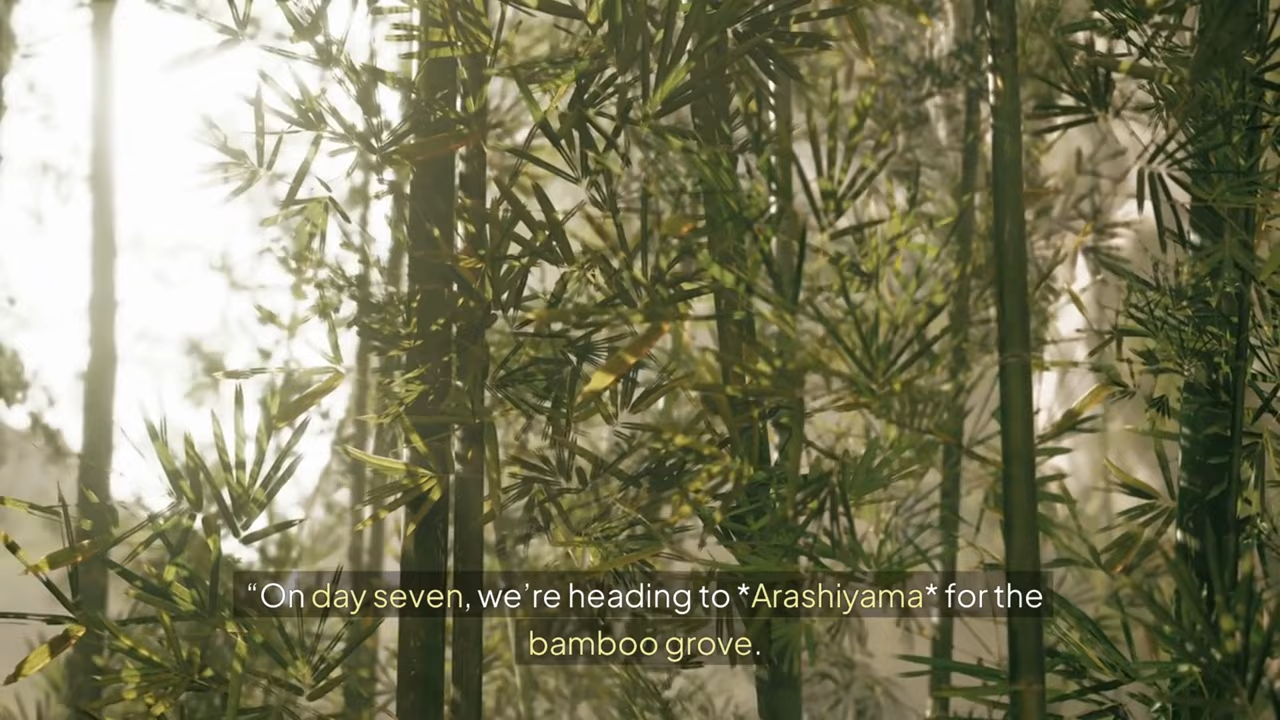 “On day seven, we’re heading to *Arashiyama* for the
bamboo grove.